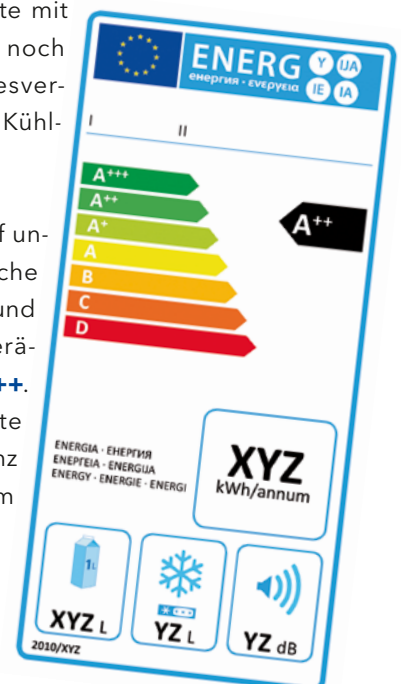 te mit
noch
esver-
Kühl-
f un-
che
und
erä-
++.
te
nz
m
ENERG Y IJA
енергия · ενεργεια IE IA
I II
A+++
A++
A+
A
B
C
D
A++
ENERGIA · ЕНЕРГИЯ
ΕΝΕΡΓΕΙΑ · ENERGIJA
ENERGY · ENERGIE · ENERGI
XYZ
kWh/annum
1L
XYZ L
YZ L
YZ dB
2010/XYZ